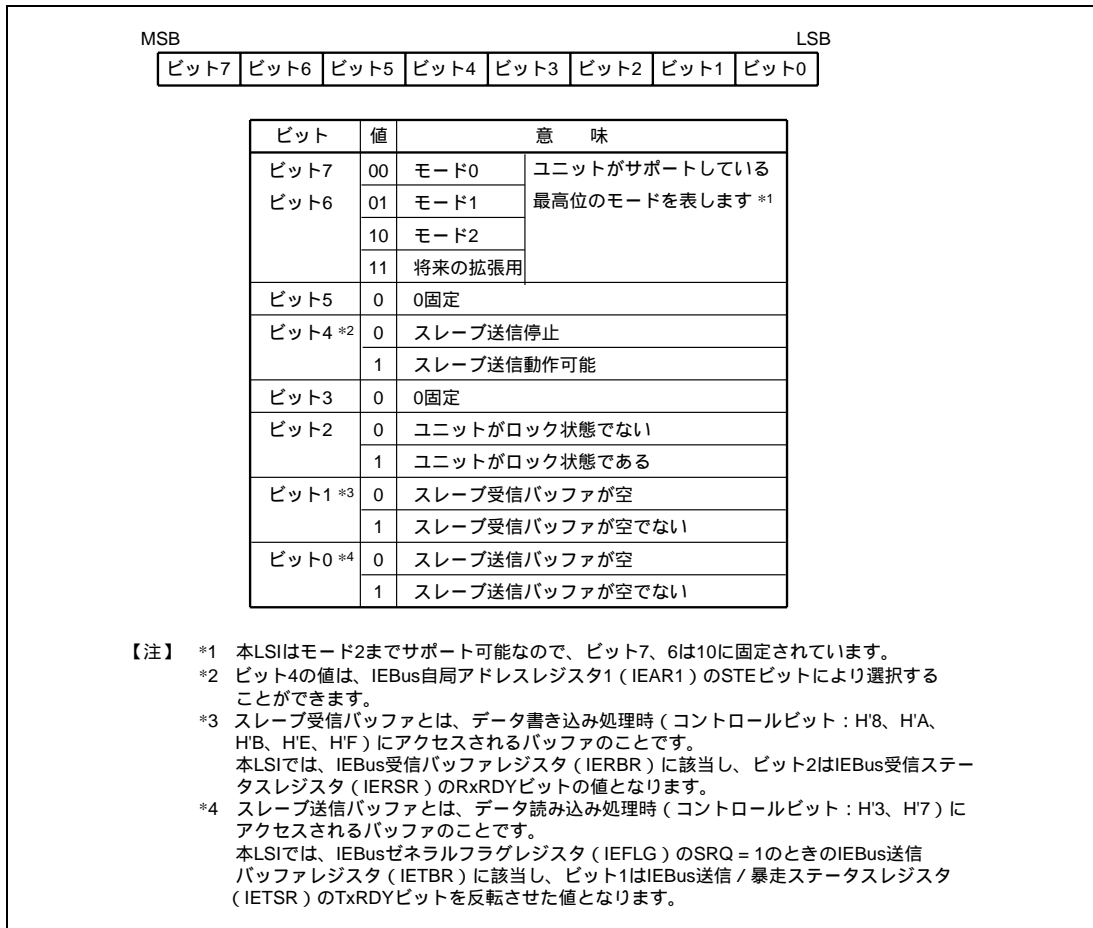 MSB LSB
ビット7 ビット6 ビット5 ビット4 ビット3 ビット2 ビット1 ビット0
ビット 値 意 味
ビット7 00 モード0 ユニットがサポートしている
ビット6 01 モード1 最高位のモードを表します *1
10 モード2
11 将来の拡張用
ビット5 0 0固定
ビット4 *2 0 スレーブ送信停止
1 スレーブ送信動作可能
ビット3 0 0固定
ビット2 0 ユニットがロック状態でない
1 ユニットがロック状態である
ビット1 *3 0 スレーブ受信バッファが空
1 スレーブ受信バッファが空でない
ビット0 *4 0 スレーブ送信バッファが空
1 スレーブ送信バッファが空でない
【注】 *1 本LSIはモード2までサポート可能なので、ビット7、6は10に固定されています。
*2 ビット4の値は、IEBus自局アドレスレジスタ1（IEAR1）のSTEビットにより選択する
ことができます。
*3 スレーブ受信バッファとは、データ書き込み処理時（コントロールビット：H'8、H'A、
H'B、H'E、H'F）にアクセスされるバッファのことです。
本LSIでは、IEBus受信バッファレジスタ（IERBR）に該当し、ビット2はIEBus受信ステー
タスレジスタ（IERSR）のRxRDYビットの値となります。
*4 スレーブ送信バッファとは、データ読み込み処理時（コントロールビット：H'3、H'7）に
アクセスされるバッファのことです。
本LSIでは、IEBusゼネラルフラグレジスタ（IEFLG）のSRQ = 1のときのIEBus送信
バッファレジスタ（IETBR）に該当し、ビット1はIEBus送信 / 暴走ステータスレジスタ
（IETSR）のTxRDYビットを反転させた値となります。